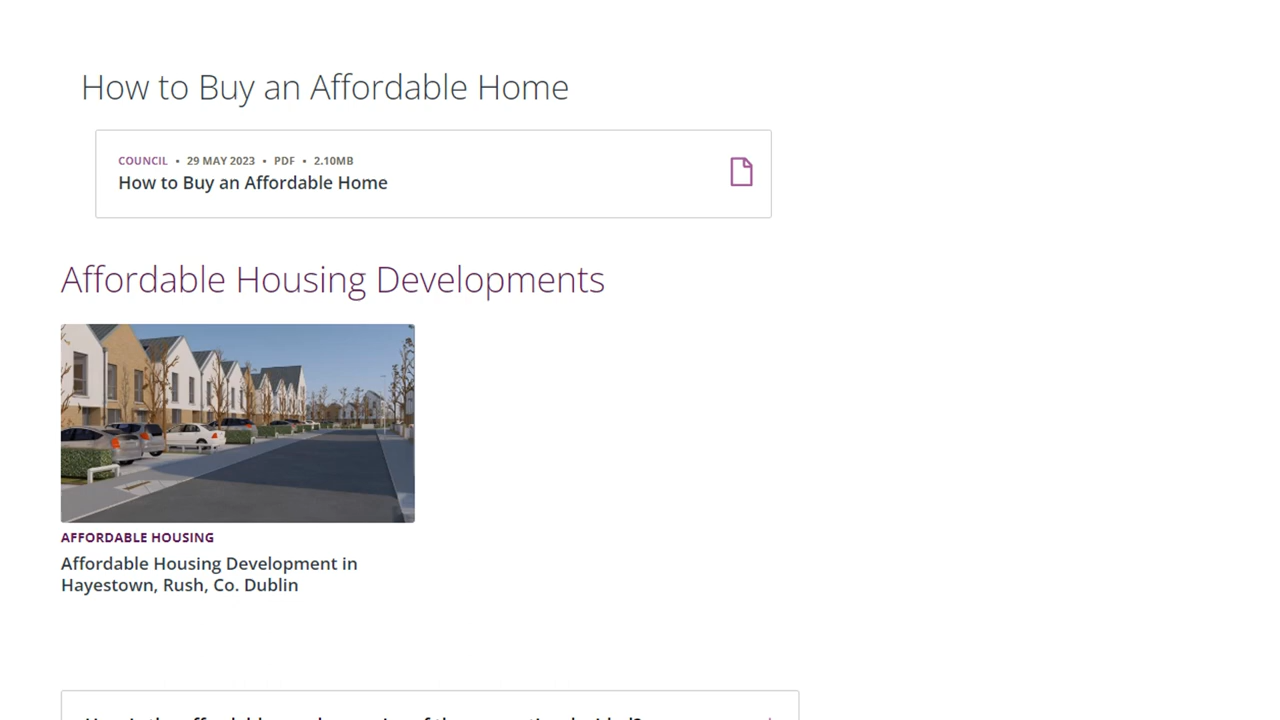 How to Buy an Affordable Home
COUNCIL • 29 MAY 2023 • PDF • 2.10MB
How to Buy an Affordable Home
Affordable Housing Developments
AFFORDABLE HOUSING
Affordable Housing Development in
Hayestown, Rush, Co. Dublin